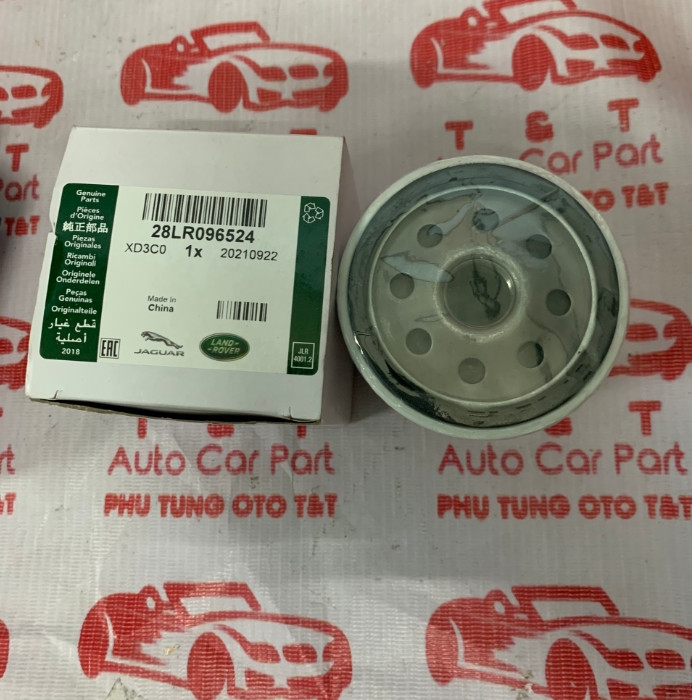 T & T
T & T
Genuine
Parts
Pièces
d'Origine
純正部品
Piezas
Originales
Ricambi
Originali
Originele
Onderdelen
Peças
Genuinas
Originalteile
قطع غيار
أصلية
2018
28LR096524
XD3C0 1x 20210922
Made in
China
EAC
JAGUAR
LAND-
-ROVER
JLR
4001.2
Car Part
OTO T&T
T&T
& T
Auto Car Part
PHU TUNG OTO T&T
T & T
Auto Car Part
PHU TUNG OTO T&T